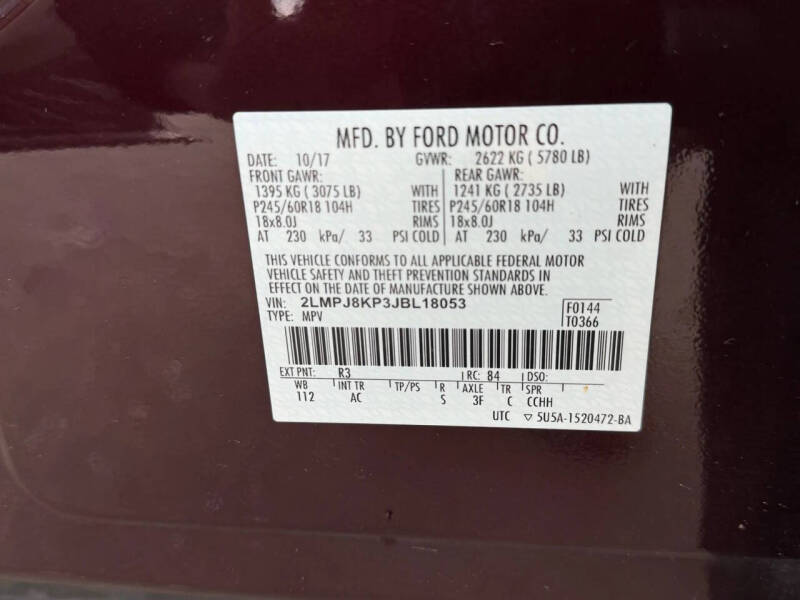 MFD. BY FORD MOTOR CO.
DATE: 10/17 GVWR: 2622 KG ( 5780 LB)
FRONT GAWR: REAR GAWR:
1395 KG ( 3075 LB) WITH 1241 KG ( 2735 LB) WITH
P245/60R18 104H TIRES P245/60R18 104H TIRES
18x8.0J RIMS 18x8.0J RIMS
AT 230 kPa/ 33 PSI COLD AT 230 kPa/ 33 PSI COLD
THIS VEHICLE CONFORMS TO ALL APPLICABLE FEDERAL MOTOR
VEHICLE SAFETY AND THEFT PREVENTION STANDARDS IN
EFFECT ON THE DATE OF MANUFACTURE SHOWN ABOVE.
VIN: 2LMPJ8KP3JBL18053 F0144
TYPE: MPV T0366
EXT PNT: R3 RC: 84 DSO:
WB INT TR TP/PS R AXLE TR SPR
112 AC S 3F C CCHH
UTC ▽ 5U5A-1520472-BA